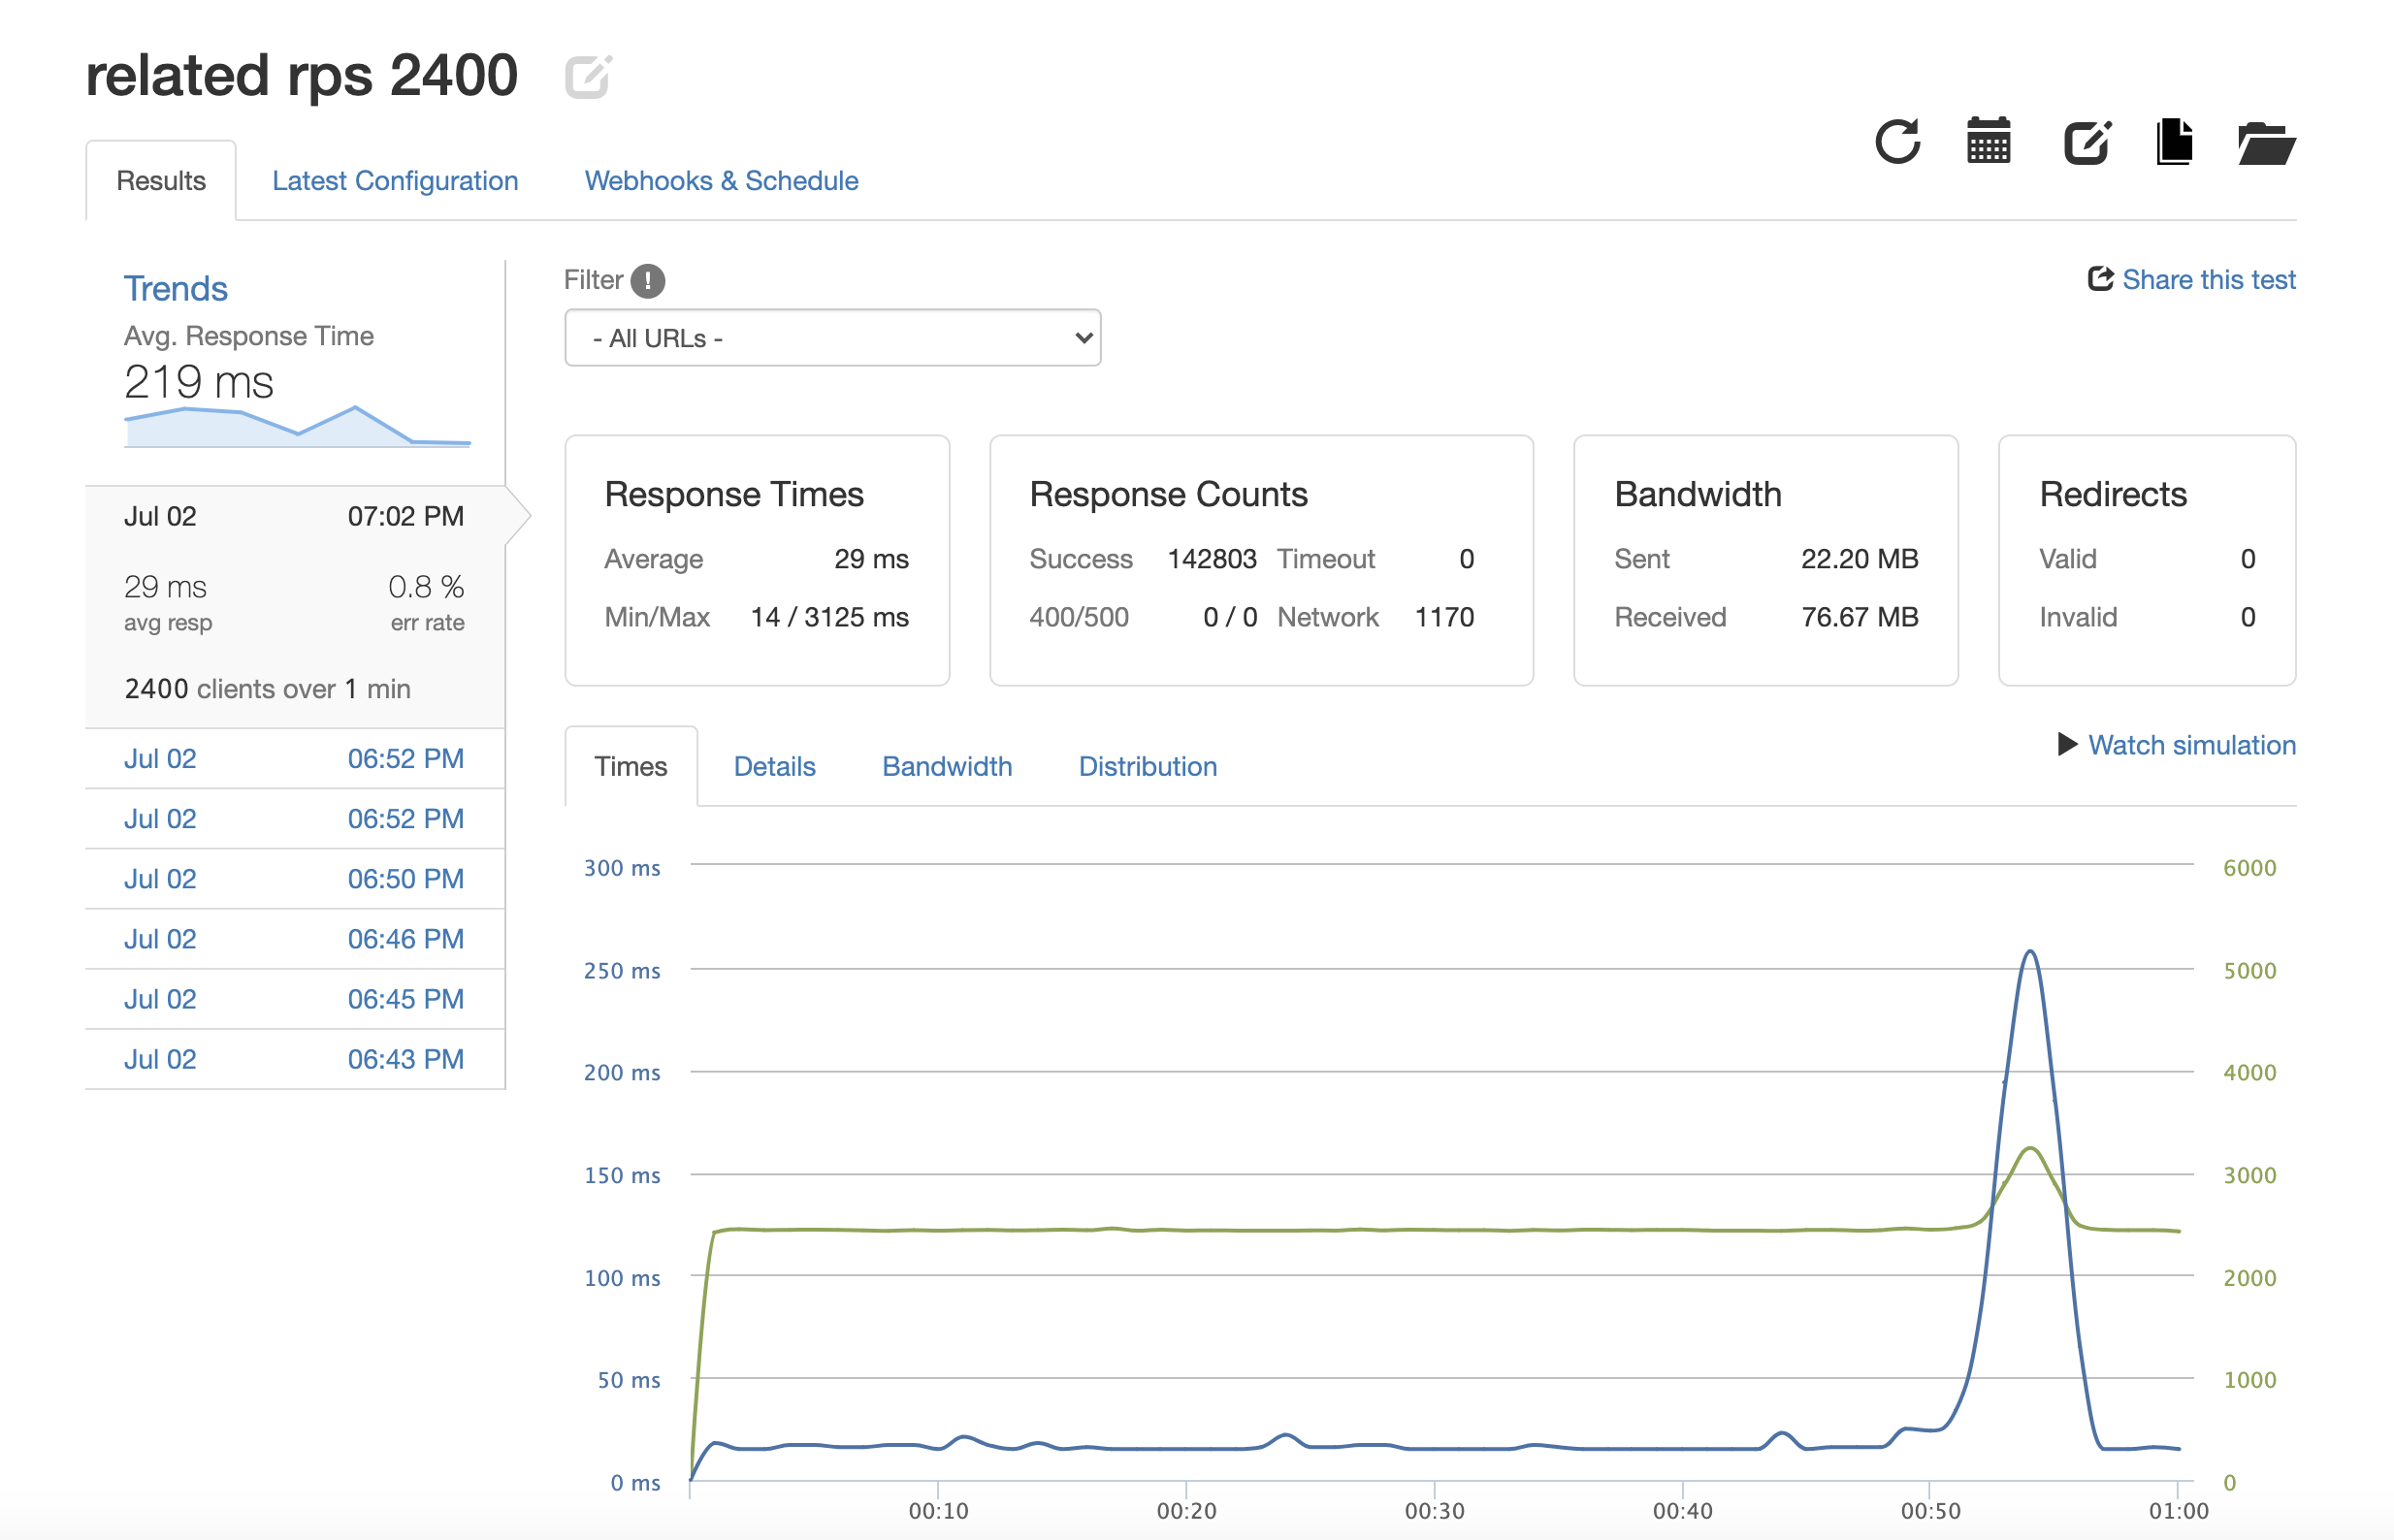 related rps 2400
Results Latest Configuration Webhooks & Schedule
Trends
Avg. Response Time
219 ms
Jul 02 07:02 PM
29 ms 0.8 %
avg resp err rate
2400 clients over 1 min
Jul 02 06:52 PM
Jul 02 06:52 PM
Jul 02 06:50 PM
Jul 02 06:46 PM
Jul 02 06:45 PM
Jul 02 06:43 PM
Filter !
Share this test
- All URLs -
Response Times
Average 29 ms
Min/Max 14 / 3125 ms
Response Counts
Success 142803 Timeout 0
400/500 0 / 0 Network 1170
Bandwidth
Sent 22.20 MB
Received 76.67 MB
Redirects
Valid 0
Invalid 0
Times Details Bandwidth Distribution
Watch simulation
300 ms 6000
250 ms 5000
200 ms 4000
150 ms 3000
100 ms 2000
50 ms 1000
0 ms 0
00:10 00:20 00:30 00:40 00:50 01:00